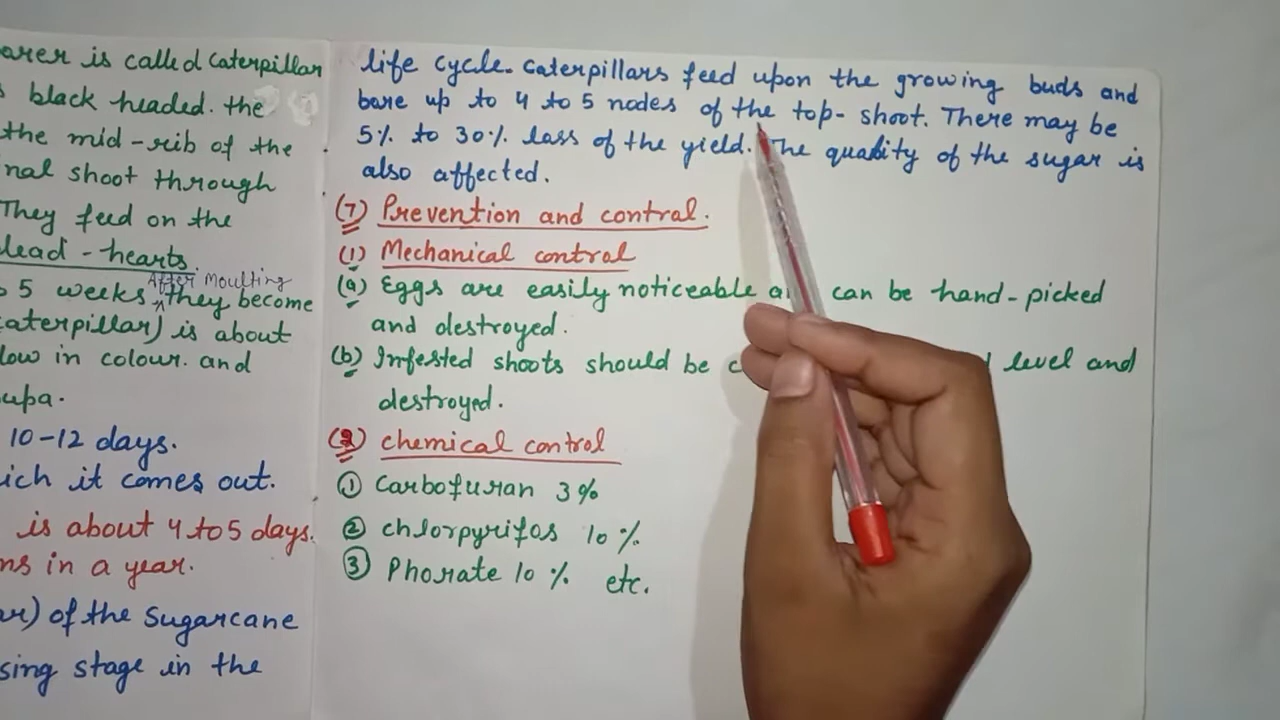 arer is called caterpillar
black headed. the
the mid-rib of the
nal shoot through
They feed on the
lead-hearts
After Moulting
5 weeks they become
caterpillar) is about
low in colour. and
upa.
10-12 days.
ich it comes out.
is about 4 to 5 days.
ns in a year.
ar) of the Sugarcane
sing stage in the
life cycle. Caterpillars feed upon the growing buds and
bore up to 4 to 5 nodes of the top-shoot. There may be
5% to 30% lass of the yield. The quality of the sugar is
also affected.
(7) Prevention and contral.
(1) Mechanical control
(a) Eggs are easily noticeable can be hand-picked
and destroyed.
(b) Infested shoots should be level and
destroyed.
(2) chemical control
① Carbofuran 3%
② chlorpyrifos 10%
③ Phorate 10% etc.